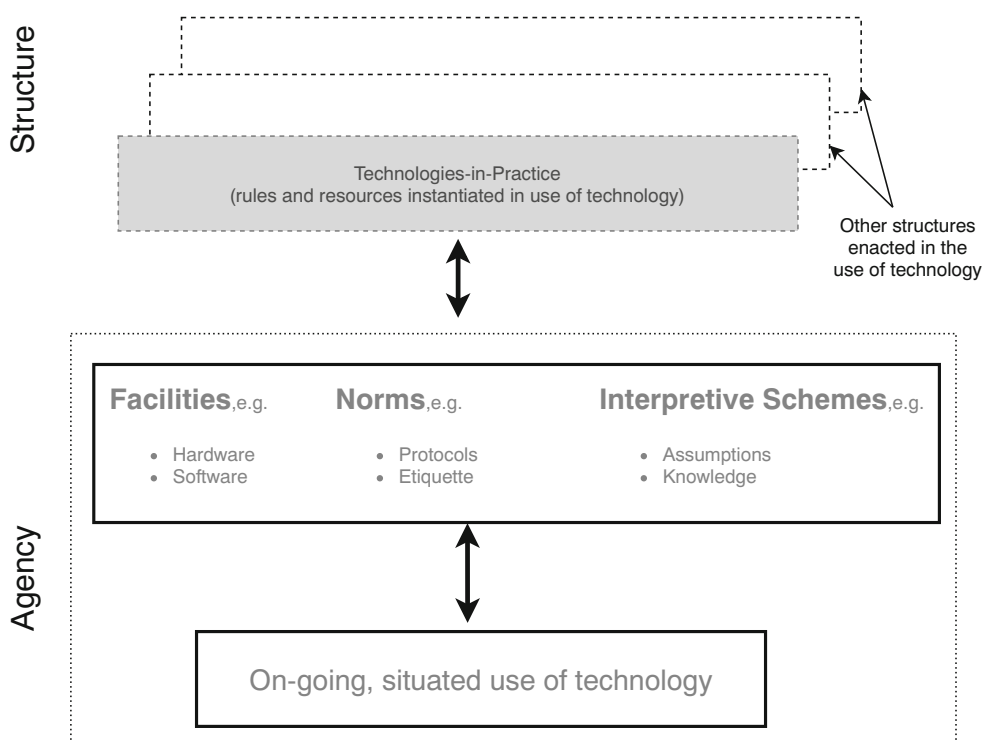 Structure
Technologies-in-Practice
(rules and resources instantiated in use of technology)
Other structures
enacted in the
use of technology
Agency
Facilities,e.g.
• Hardware
• Software
Norms,e.g.
• Protocols
• Etiquette
Interpretive Schemes,e.g.
• Assumptions
• Knowledge
On-going, situated use of technology